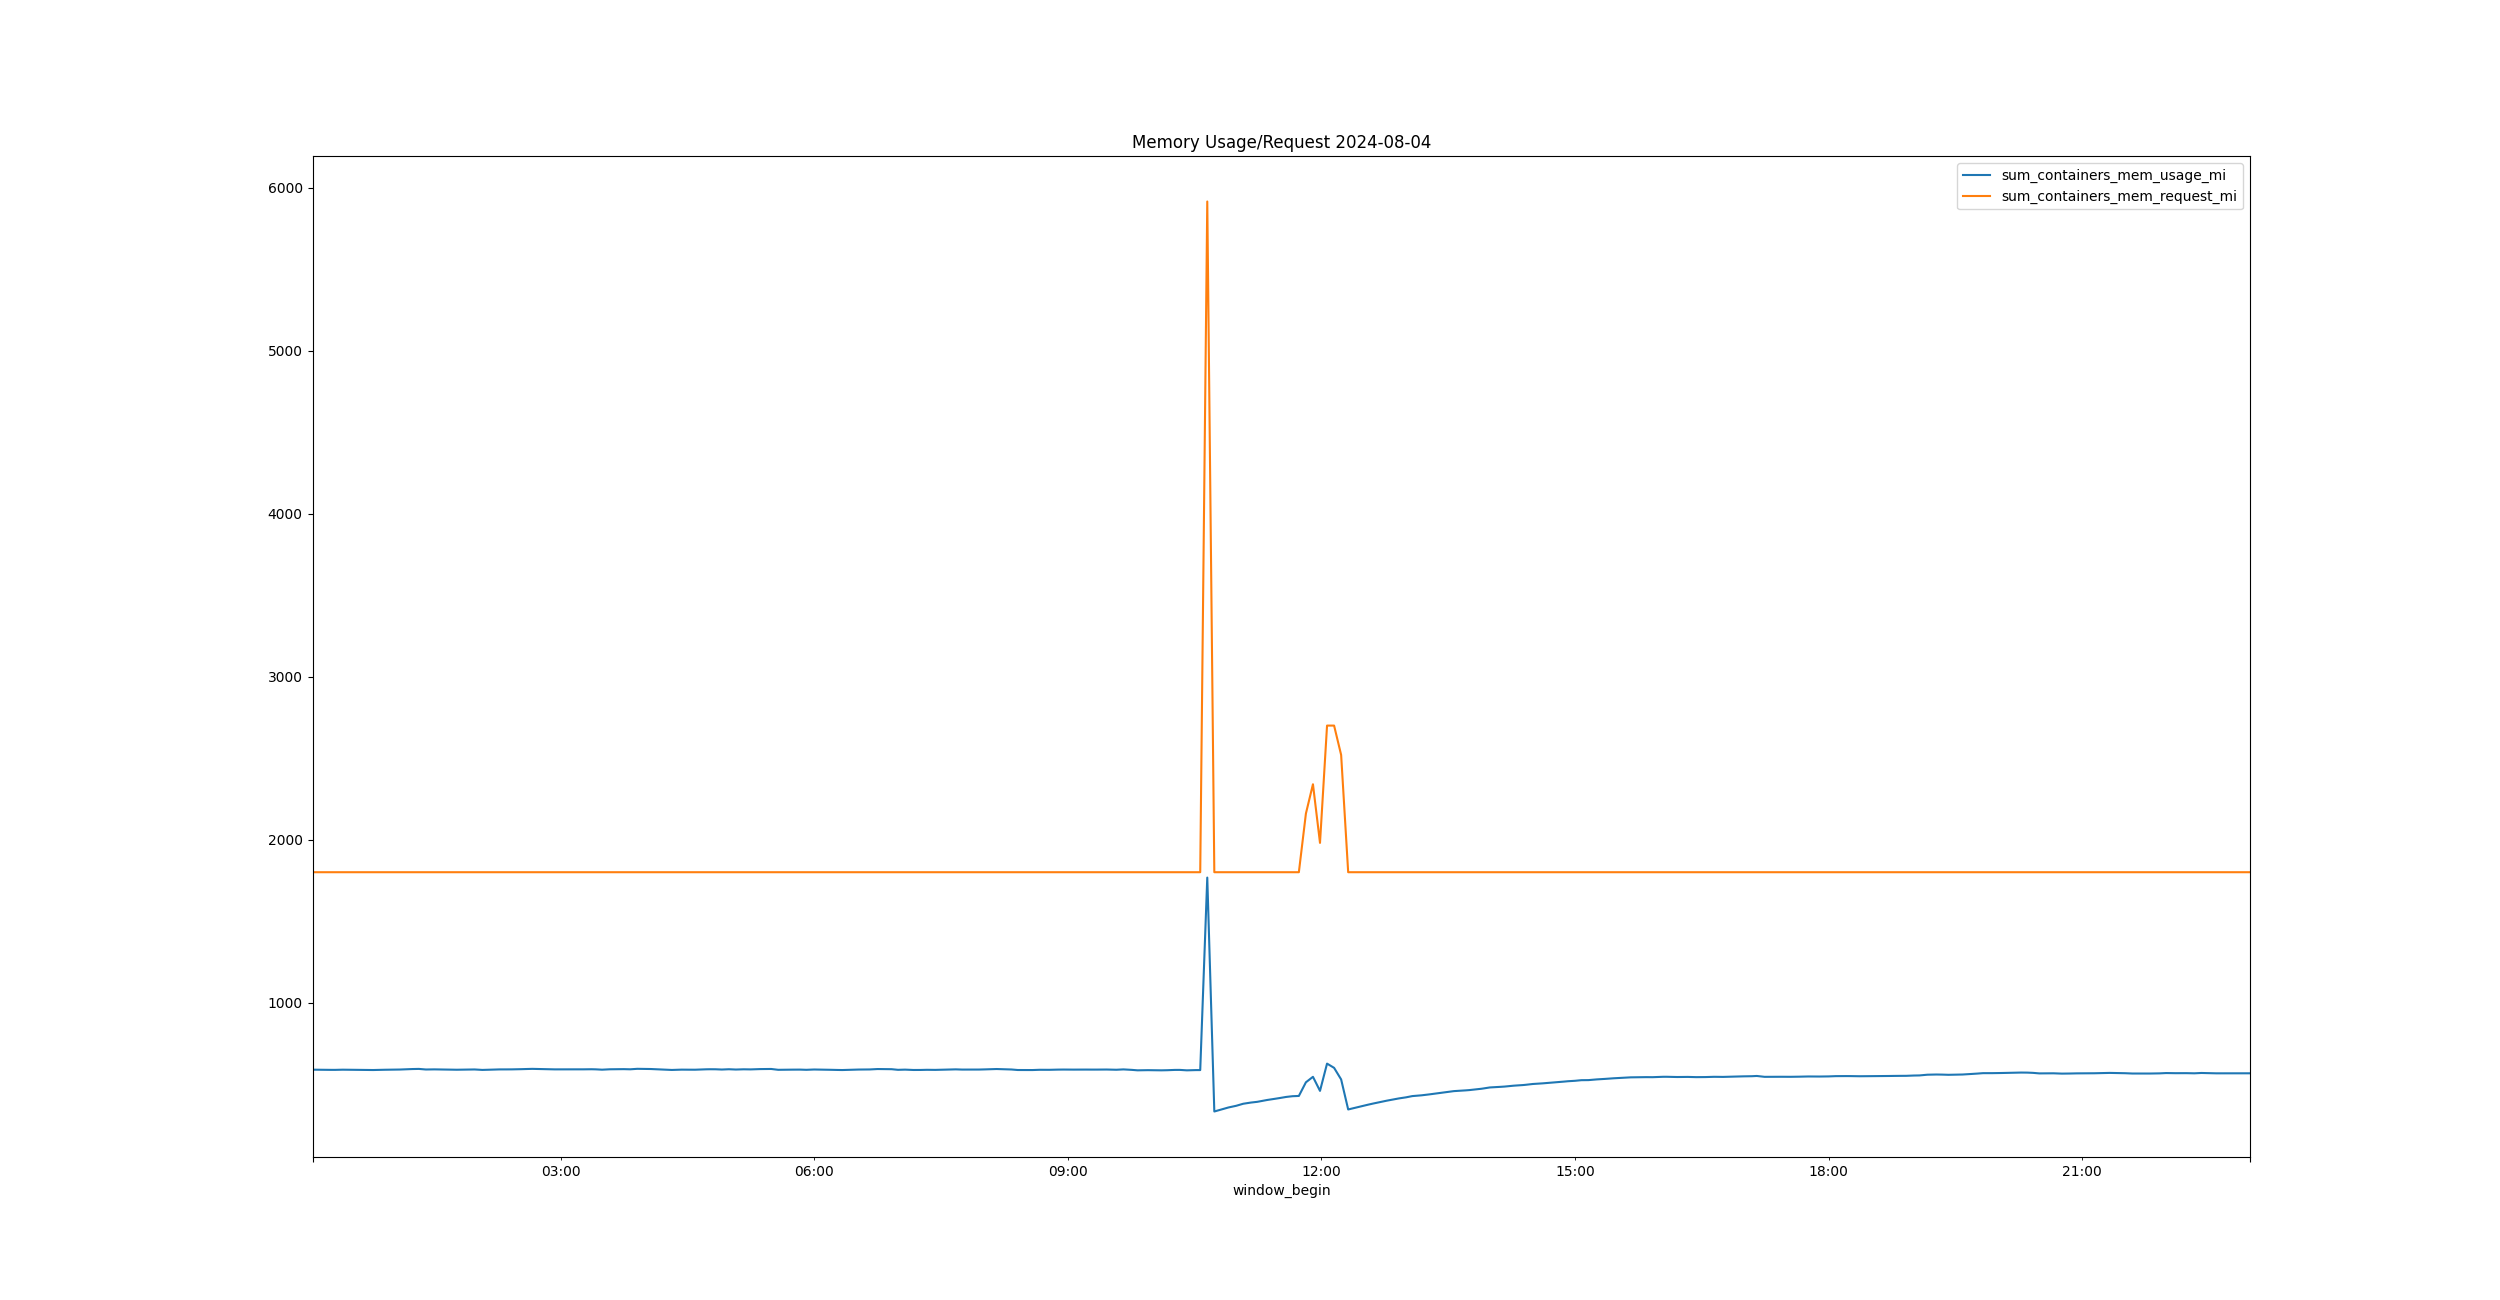 Memory Usage/Request 2024-08-04
sum_containers_mem_usage_mi
sum_containers_mem_request_mi
6000
5000
4000
3000
2000
1000
03:00 06:00 09:00 12:00 15:00 18:00 21:00
window_begin